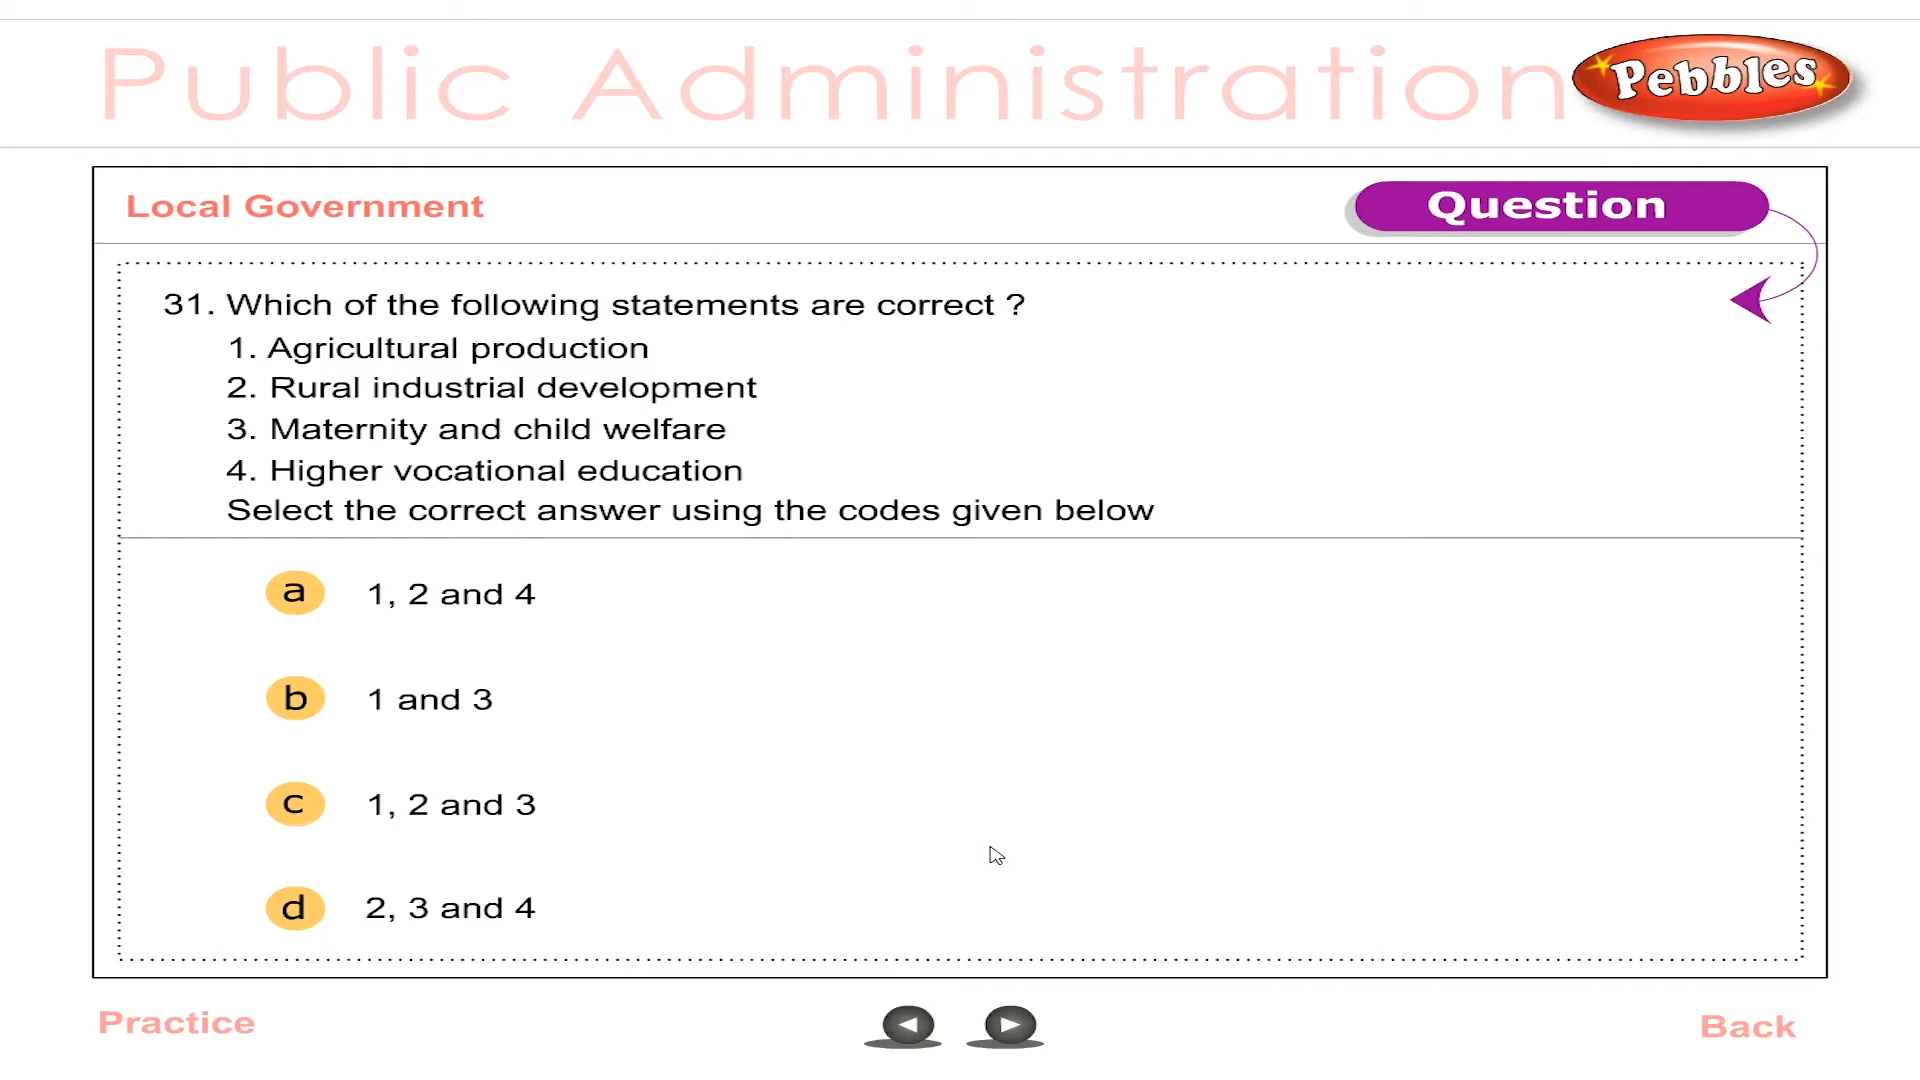 Public Administration
Pebbles
Local Government
Question
31. Which of the following statements are correct ?
1. Agricultural production
2. Rural industrial development
3. Maternity and child welfare
4. Higher vocational education
Select the correct answer using the codes given below
a 1, 2 and 4
b 1 and 3
c 1, 2 and 3
d 2, 3 and 4
Practice
Back